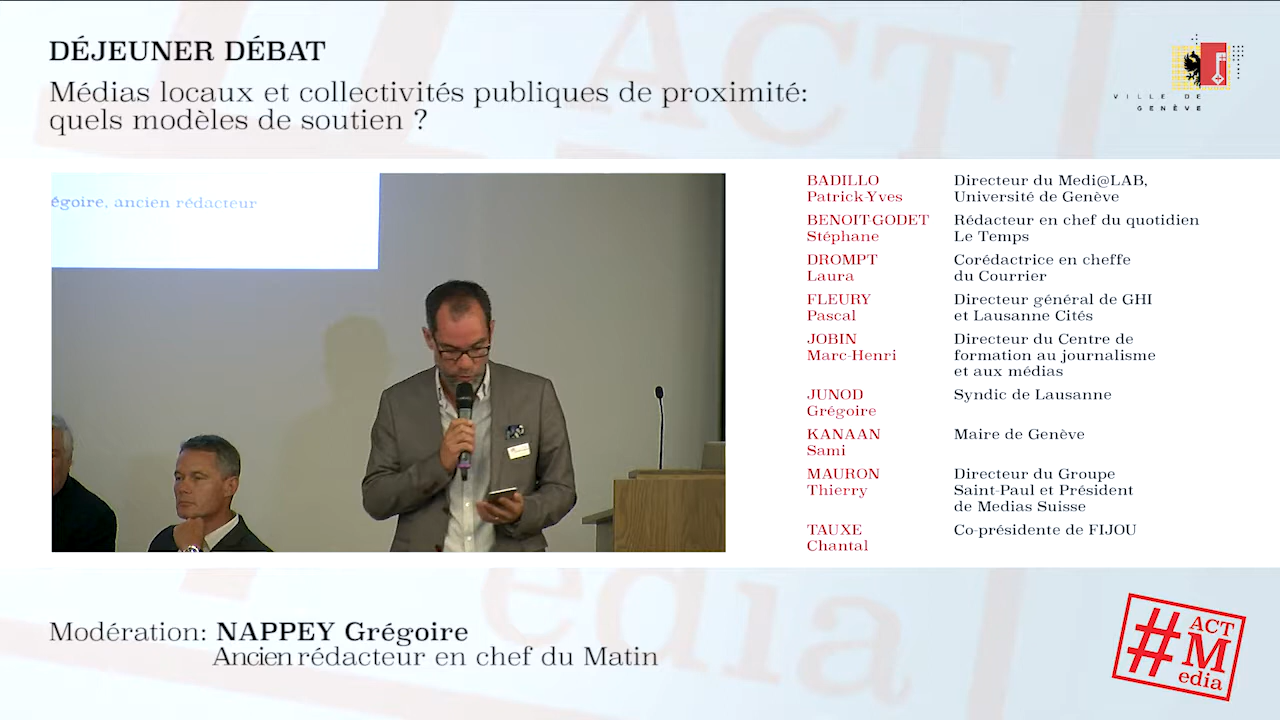 DÉJEUNER DÉBAT
Médias locaux et collectivités publiques de proximité:
quels modèles de soutien ?
VILLE DE
GENÈVE
égoire, ancien rédacteur
BADILLO Directeur du Medi@LAB,
Patrick-Yves Université de Genève
BENOIT-GODET Rédacteur en chef du quotidien
Stéphane Le Temps
DROMPT Corédactrice en cheffe
Laura du Courrier
FLEURY Directeur général de GHI
Pascal et Lausanne Cités
JOBIN Directeur du Centre de
Marc-Henri formation au journalisme
et aux médias
JUNOD Syndic de Lausanne
Grégoire
KANAAN Maire de Genève
Sami
MAURON Directeur du Groupe
Thierry Saint-Paul et Président
de Medias Suisse
TAUXE Co-présidente de FIJOU
Chantal
Modération: NAPPEY Grégoire
Ancien rédacteur en chef du Matin
#ACT
Media